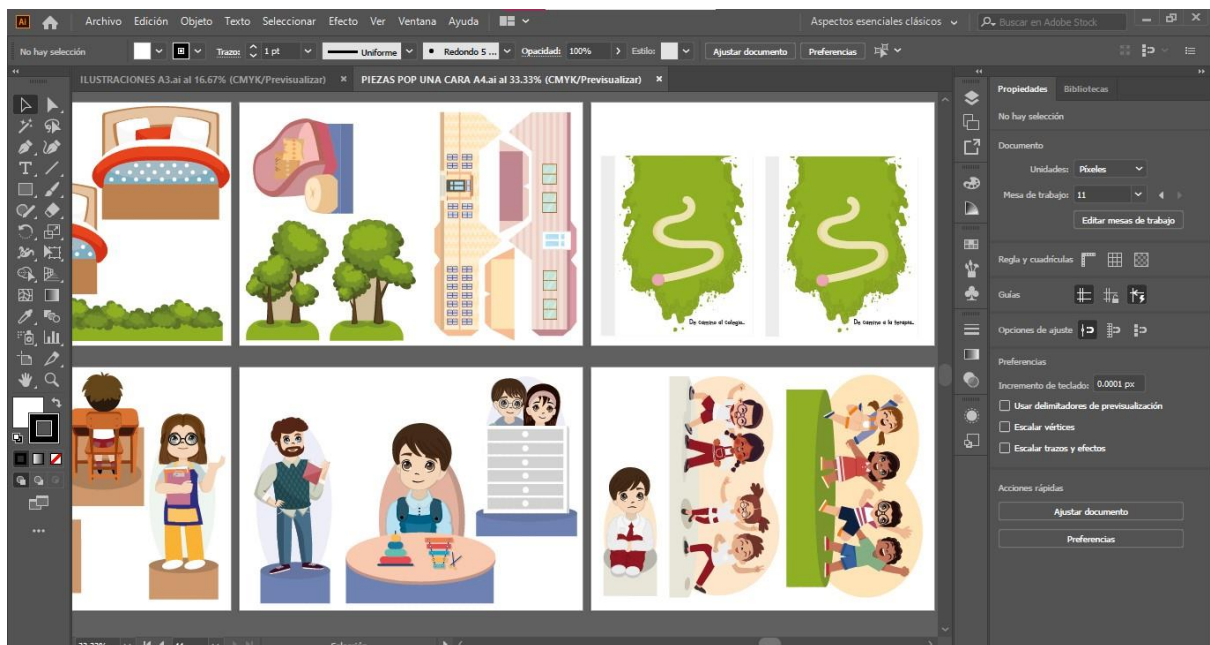 Ai Archivo Edición Objeto Texto Seleccionar Efecto Ver Ventana Ayuda Aspectos esenciales clásicos Buscar en Adobe Stock
No hay selección Trazo: 1 pt Uniforme Redondo 5 ... Opacidad: 100% Estilo: Ajustar documento Preferencias
ILUSTRACIONES A3.ai al 16.67% (CMYK/Previsualizar) × PIEZAS POP UNA CARA A4.ai al 33.33% (CMYK/Previsualizar) ×
Propiedades Bibliotecas
No hay selección
Documento
Unidades: Píxeles
Mesa de trabajo: 11
Editar mesas de trabajo
Regla y cuadrículas
Guías
Opciones de ajuste
Preferencias
Incremento de teclado: 0.0001 px
Usar delimitadores de previsualización
Escalar vértices
Escalar trazos y efectos
Acciones rápidas
Ajustar documento
Preferencias
De camino al colegio...
De camino a la terapia...
33.33% Selección